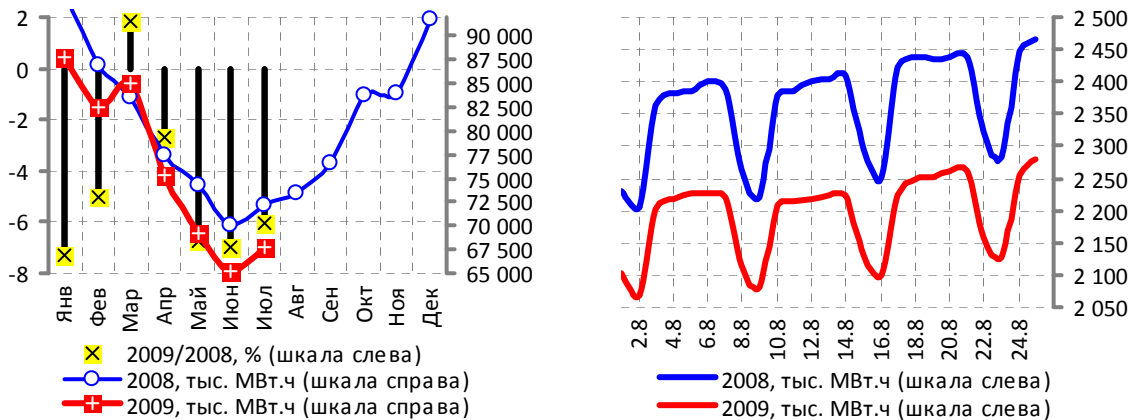 2
0
-2
-4
-6
-8
90 000
87 500
85 000
82 500
80 000
77 500
75 000
72 500
70 000
67 500
65 000
Янв
Фев
Мар
Апр
Май
Июн
Июл
Авг
Сен
Окт
Ноя
Дек
2009/2008, % (шкала слева)
2008, тыс. МВт.ч (шкала справа)
2009, тыс. МВт.ч (шкала справа)
2 500
2 450
2 400
2 350
2 300
2 250
2 200
2 150
2 100
2 050
2.8
4.8
6.8
8.8
10.8
12.8
14.8
16.8
18.8
20.8
22.8
24.8
2008, тыс. МВт.ч (шкала слева)
2009, тыс. МВт.ч (шкала слева)